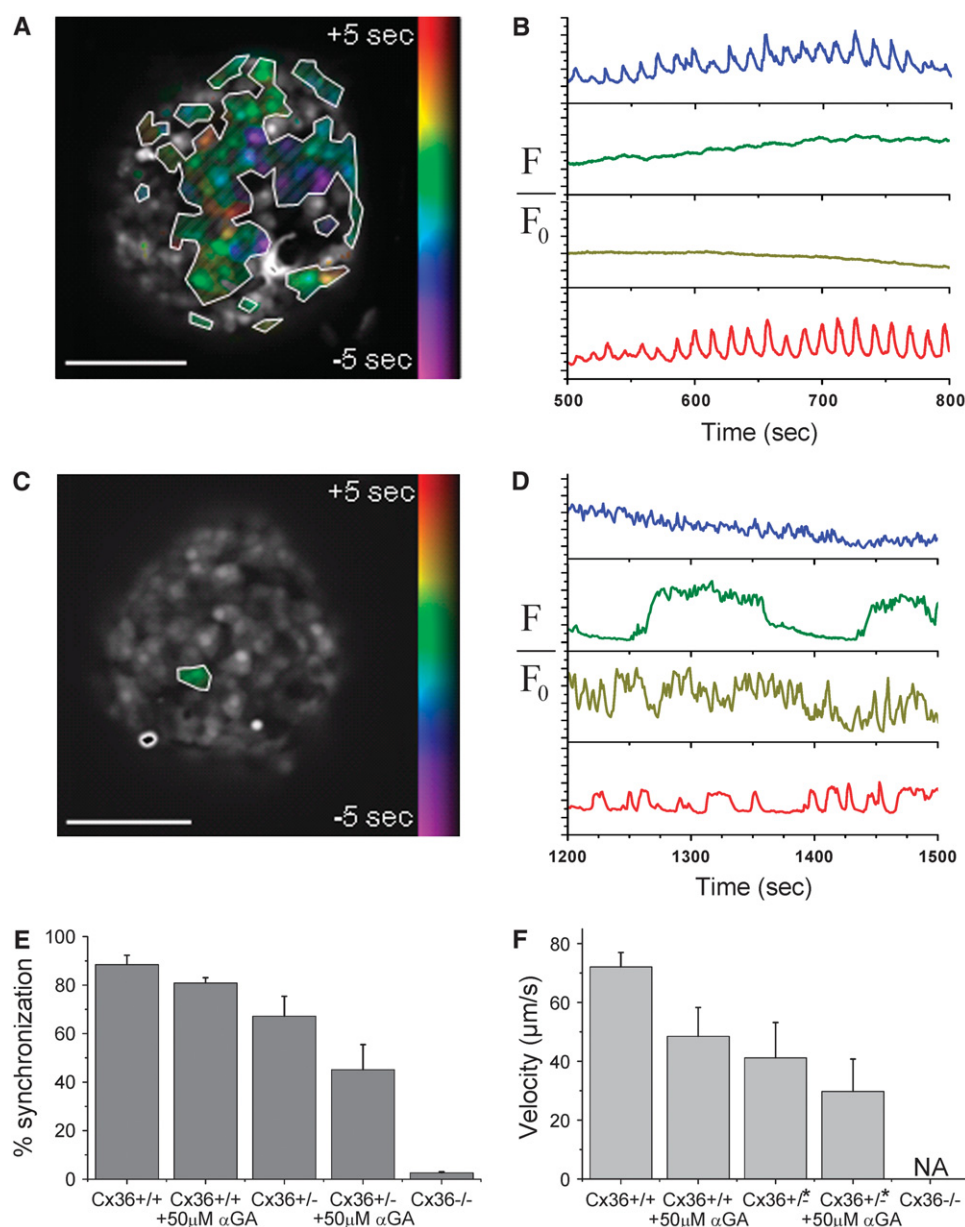 A
+5 sec
-5 sec
B
F
F0
500 600 700 800
Time (sec)
C
+5 sec
-5 sec
D
F
F0
1200 1300 1400 1500
Time (sec)
E
% synchronization
100
80
60
40
20
0
Cx36+/+ Cx36+/+ Cx36+/- Cx36+/- Cx36-/-
+50μM αGA +50μM αGA
F
Velocity (μm/s)
80
60
40
20
0
NA
Cx36+/+ Cx36+/+ Cx36+/-* Cx36+/-* Cx36-/-
+50μM αGA +50μM αGA